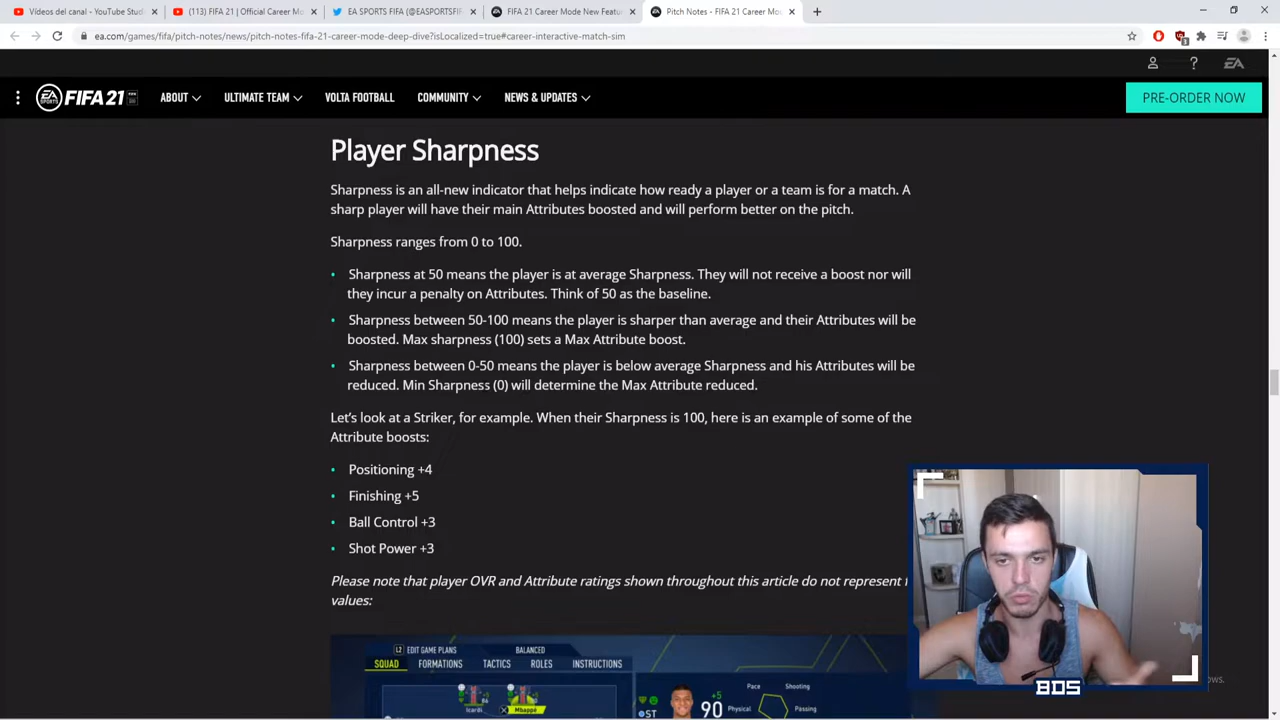 Vídeos del canal - YouTube Stud
(113) FIFA 21 | Official Career M
EA SPORTS FIFA (@EASPORTSFIF
FIFA 21 Career Mode New Featur
Pitch Notes - FIFA 21 Career Mo
ea.com/games/fifa/pitch-notes/news/pitch-notes-fifa-21-career-mode-deep-dive?isLocalized=true#career-interactive-match-sim
EA SPORTS FIFA 21
ABOUT
ULTIMATE TEAM
VOLTA FOOTBALL
COMMUNITY
NEWS & UPDATES
PRE-ORDER NOW
Player Sharpness
Sharpness is an all-new indicator that helps indicate how ready a player or a team is for a match. A
sharp player will have their main Attributes boosted and will perform better on the pitch.
Sharpness ranges from 0 to 100.
• Sharpness at 50 means the player is at average Sharpness. They will not receive a boost nor will
they incur a penalty on Attributes. Think of 50 as the baseline.
• Sharpness between 50-100 means the player is sharper than average and their Attributes will be
boosted. Max sharpness (100) sets a Max Attribute boost.
• Sharpness between 0-50 means the player is below average Sharpness and his Attributes will be
reduced. Min Sharpness (0) will determine the Max Attribute reduced.
Let's look at a Striker, for example. When their Sharpness is 100, here is an example of some of the
Attribute boosts:
• Positioning +4
• Finishing +5
• Ball Control +3
• Shot Power +3
Please note that player OVR and Attribute ratings shown throughout this article do not represent f
values:
L2 EDIT GAME PLANS
BALANCED
SQUAD FORMATIONS TACTICS ROLES INSTRUCTIONS
Icardi
Mbappé
ST
+5
90
Pace
Shooting
Physical
Passing
BDS